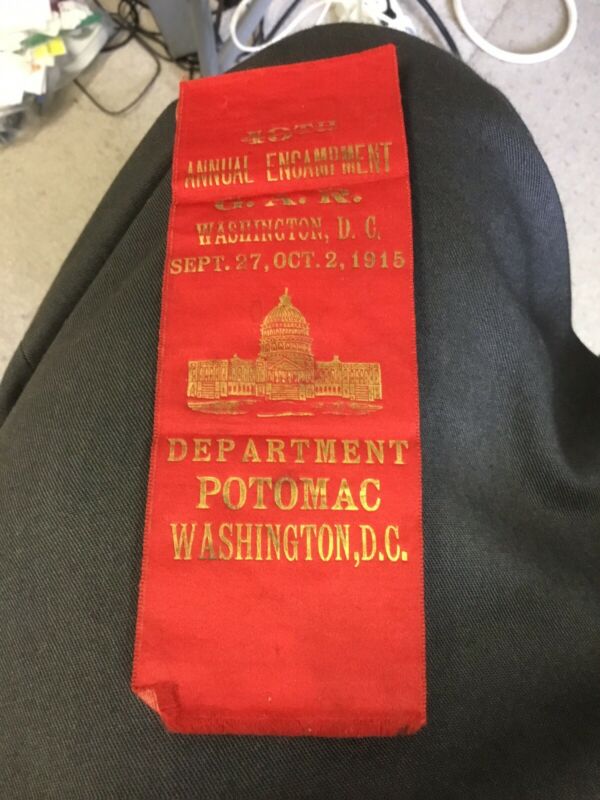 49TH
ANNUAL ENCAMPMENT
G. A. R.
WASHINGTON, D. C.
SEPT. 27, OCT. 2, 1915
DEPARTMENT
POTOMAC
WASHINGTON, D.C.